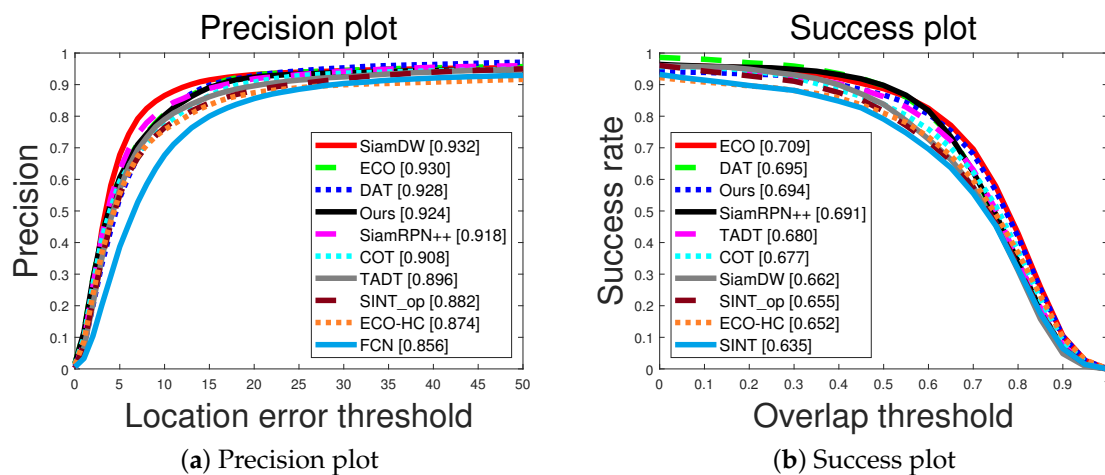 Precision plot
Precision
1
0.9
0.8
0.7
0.6
0.5
0.4
0.3
0.2
0.1
0
SiamDW [0.932]
ECO [0.930]
DAT [0.928]
Ours [0.924]
SiamRPN++ [0.918]
COT [0.908]
TADT [0.896]
SINT_op [0.882]
ECO-HC [0.874]
FCN [0.856]
0 5 10 15 20 25 30 35 40 45 50
Location error threshold
(a) Precision plot
Success plot
Success rate
1
0.9
0.8
0.7
0.6
0.5
0.4
0.3
0.2
0.1
0
ECO [0.709]
DAT [0.695]
Ours [0.694]
SiamRPN++ [0.691]
TADT [0.680]
COT [0.677]
SiamDW [0.662]
SINT_op [0.655]
ECO-HC [0.652]
SINT [0.635]
0 0.1 0.2 0.3 0.4 0.5 0.6 0.7 0.8 0.9
Overlap threshold
(b) Success plot